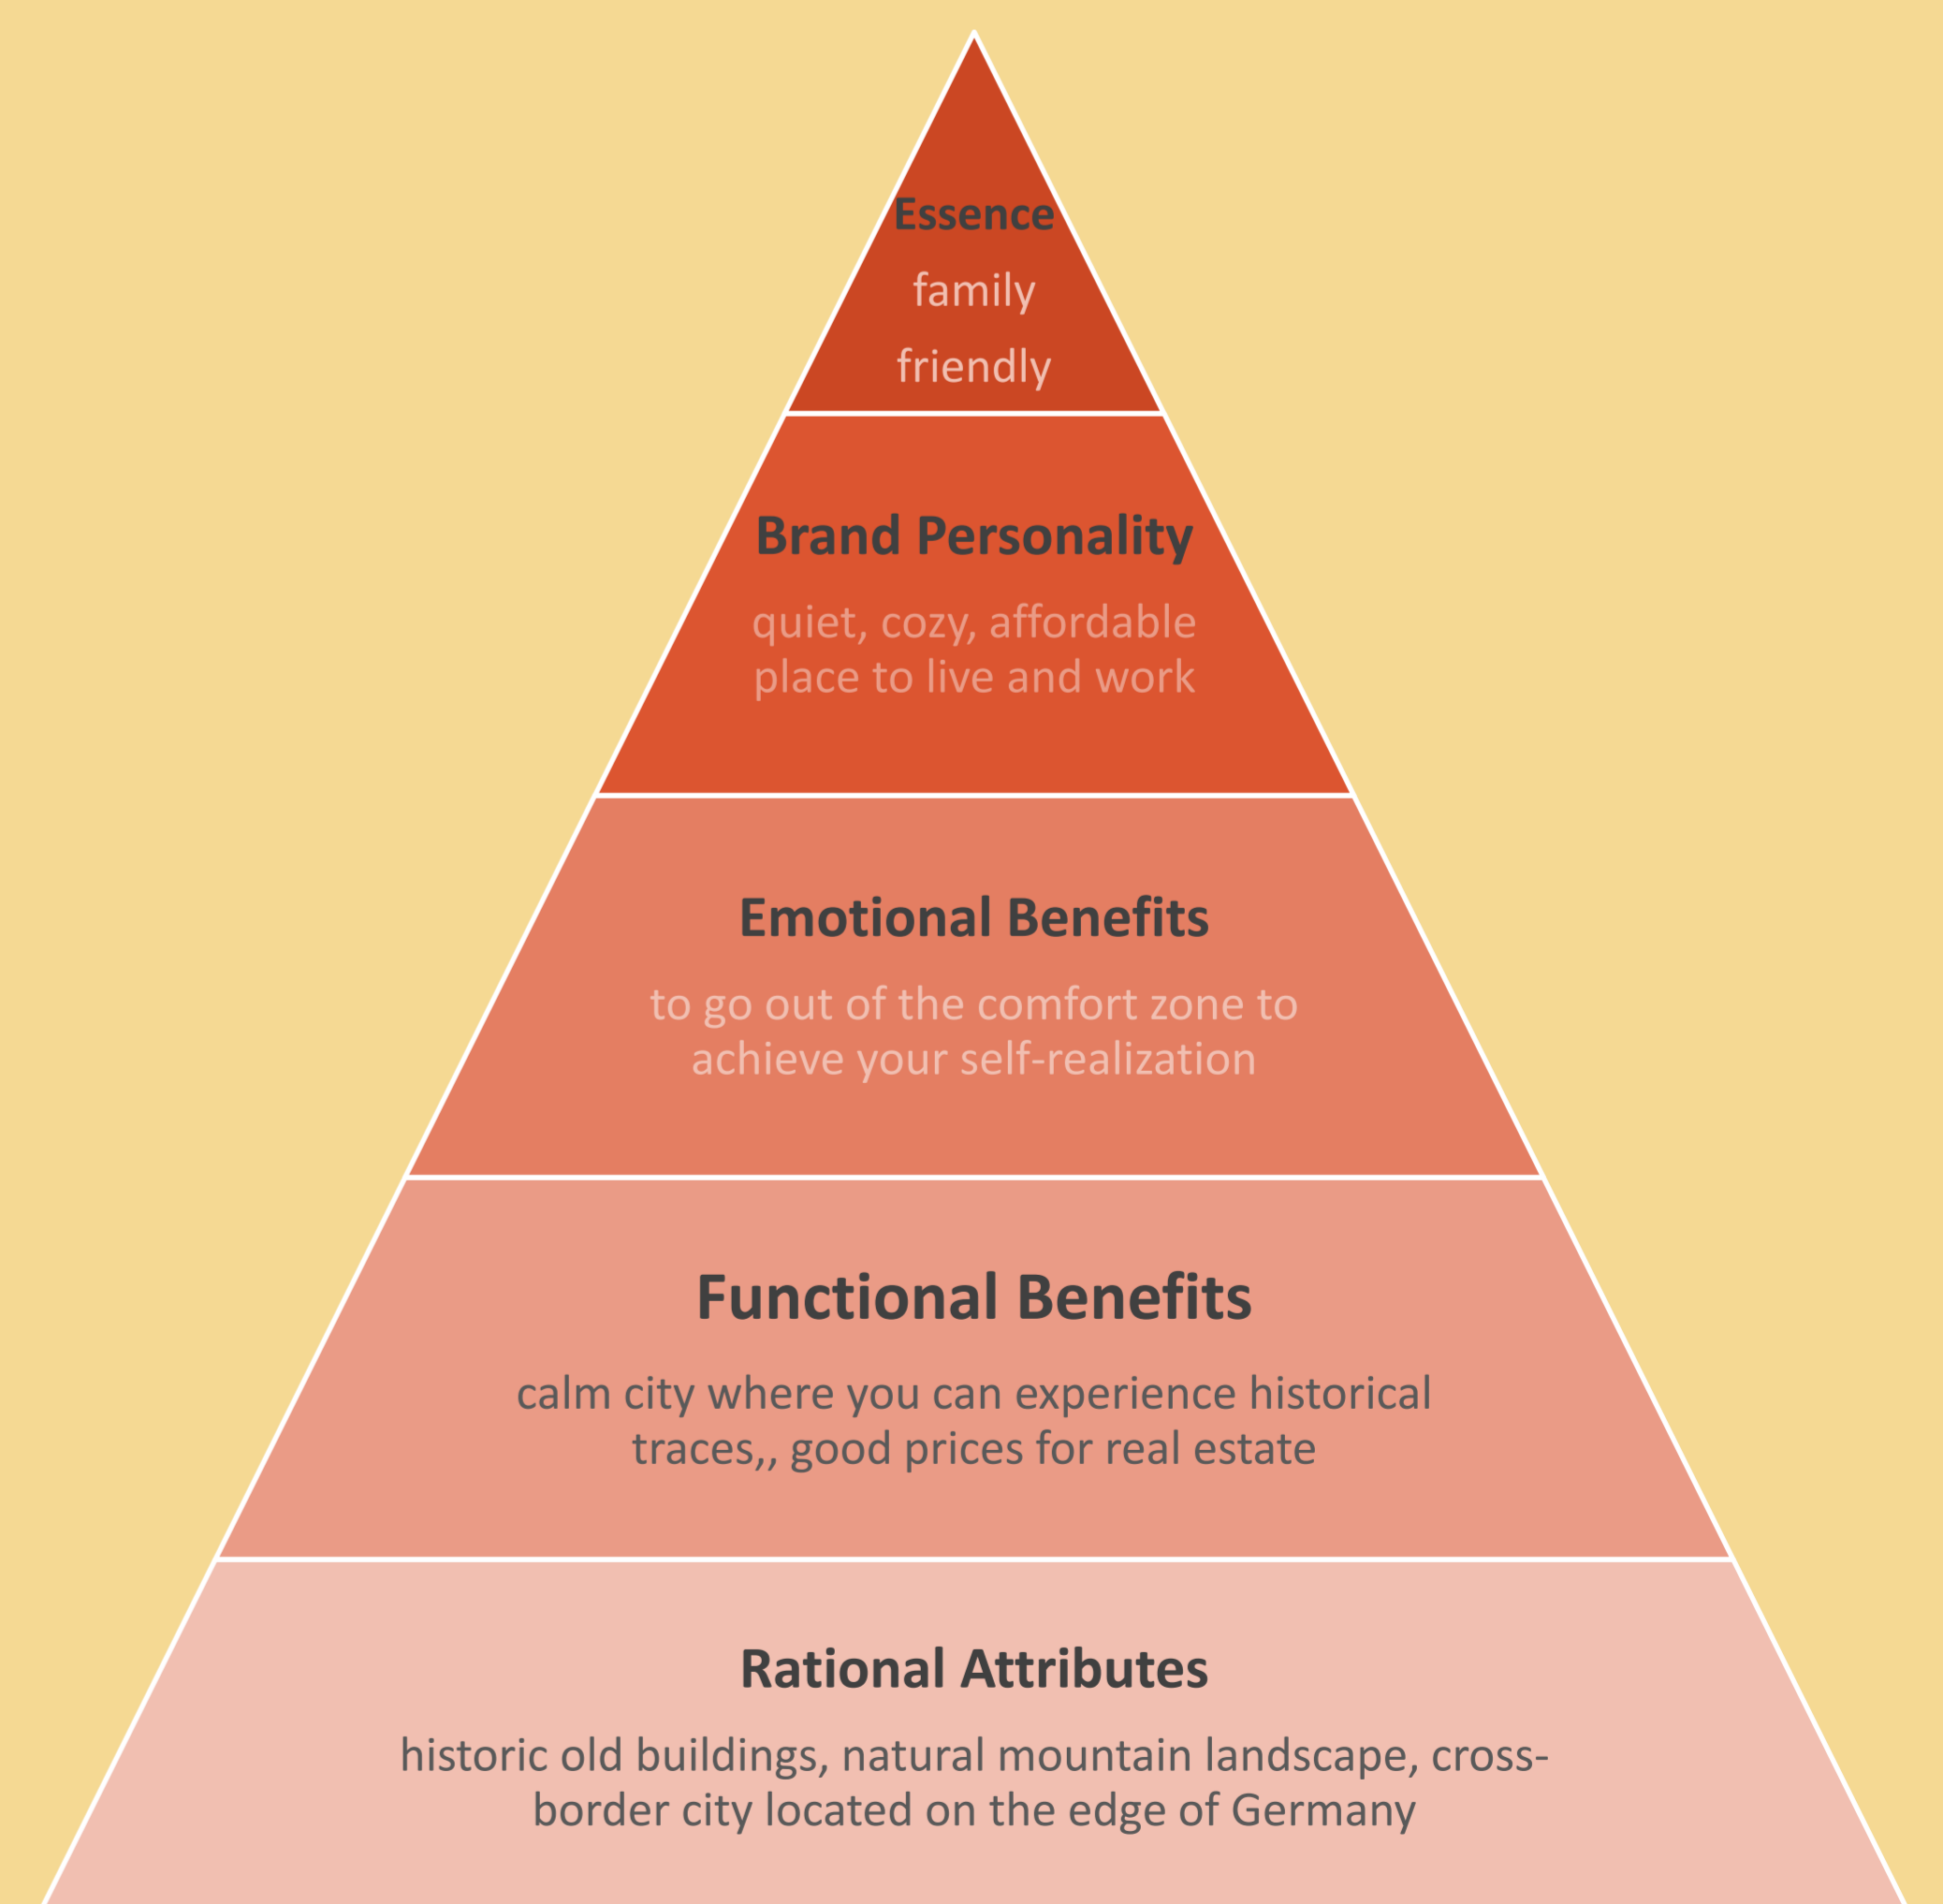 Essence
family
friendly
Brand Personality
quiet, cozy, affordable
place to live and work
Emotional Benefits
to go out of the comfort zone to
achieve your self-realization
Functional Benefits
calm city where you can experience historical
traces,, good prices for real estate
Rational Attributes
historic old buildings, natural mountain landscape, cross-
border city located on the edge of Germany